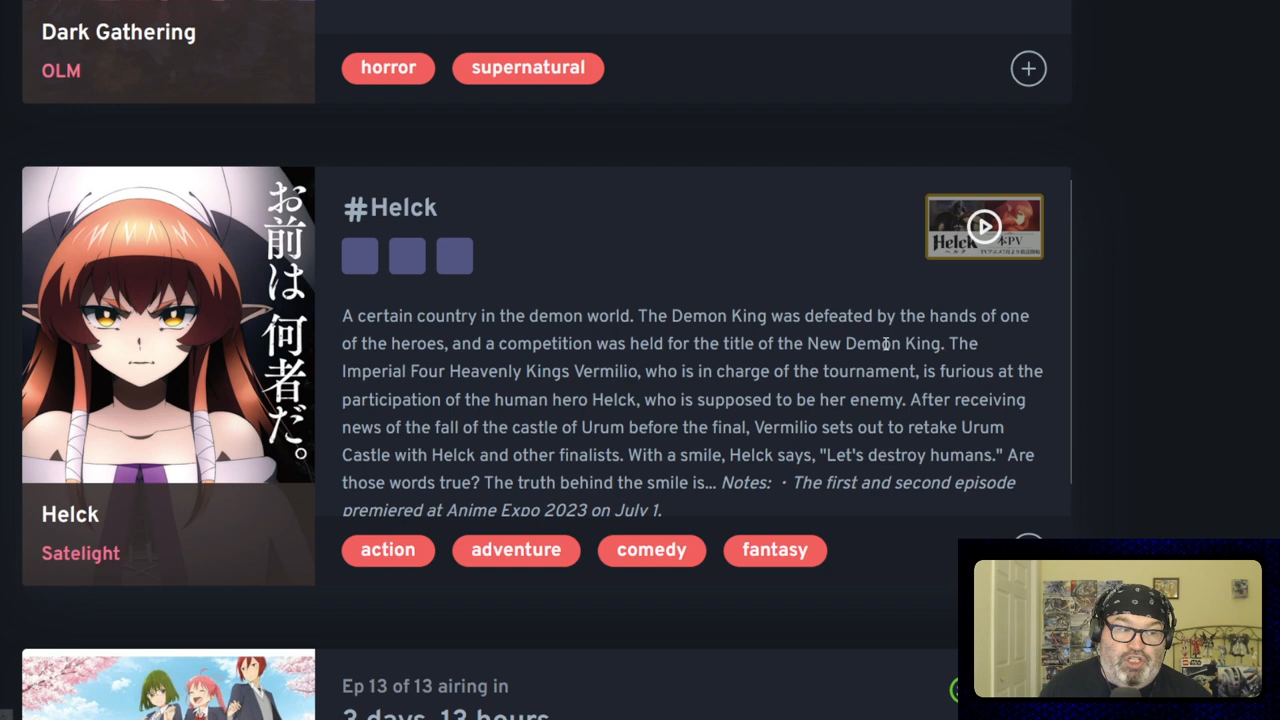 Dark Gathering
OLM
horror
supernatural
お前は何者だ。
#Helck
Helck
本PV
A certain country in the demon world. The Demon King was defeated by the hands of one
of the heroes, and a competition was held for the title of the New Demon King. The
Imperial Four Heavenly Kings Vermilio, who is in charge of the tournament, is furious at the
participation of the human hero Helck, who is supposed to be her enemy. After receiving
news of the fall of the castle of Urum before the final, Vermilio sets out to retake Urum
Castle with Helck and other finalists. With a smile, Helck says, "Let's destroy humans." Are
those words true? The truth behind the smile is... Notes: ・ The first and second episode
premiered at Anime Expo 2023 on July 1.
Helck
Satelight
action
adventure
comedy
fantasy
Ep 13 of 13 airing in
3 days, 13 hours